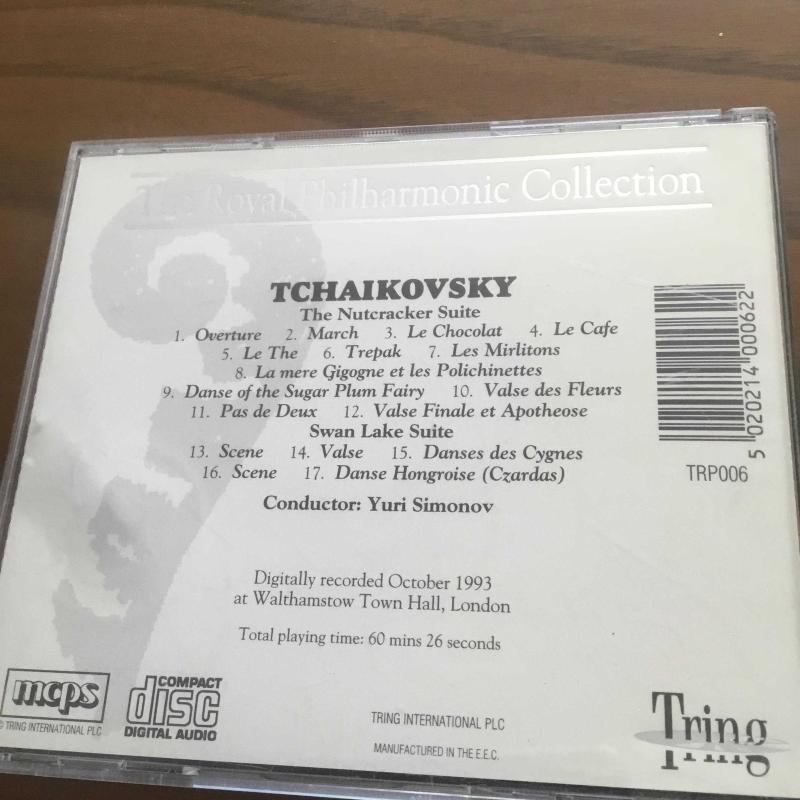 The Royal Philharmonic Collection
TCHAIKOVSKY
The Nutcracker Suite
1. Overture 2. March 3. Le Chocolat 4. Le Cafe
5. Le The 6. Trepak 7. Les Mirlitons
8. La mere Gigogne et les Polichinettes
9. Danse of the Sugar Plum Fairy 10. Valse des Fleurs
11. Pas de Deux 12. Valse Finale et Apotheose
Swan Lake Suite
13. Scene 14. Valse 15. Danses des Cygnes
16. Scene 17. Danse Hongroise (Czardas)
Conductor: Yuri Simonov
5 020214 000622
TRP006
Digitally recorded October 1993
at Walthamstow Town Hall, London
Total playing time: 60 mins 26 seconds
mcps
© TRING INTERNATIONAL PLC
COMPACT
disc
DIGITAL AUDIO
TRING INTERNATIONAL PLC
MANUFACTURED IN THE E.E.C.
Tring